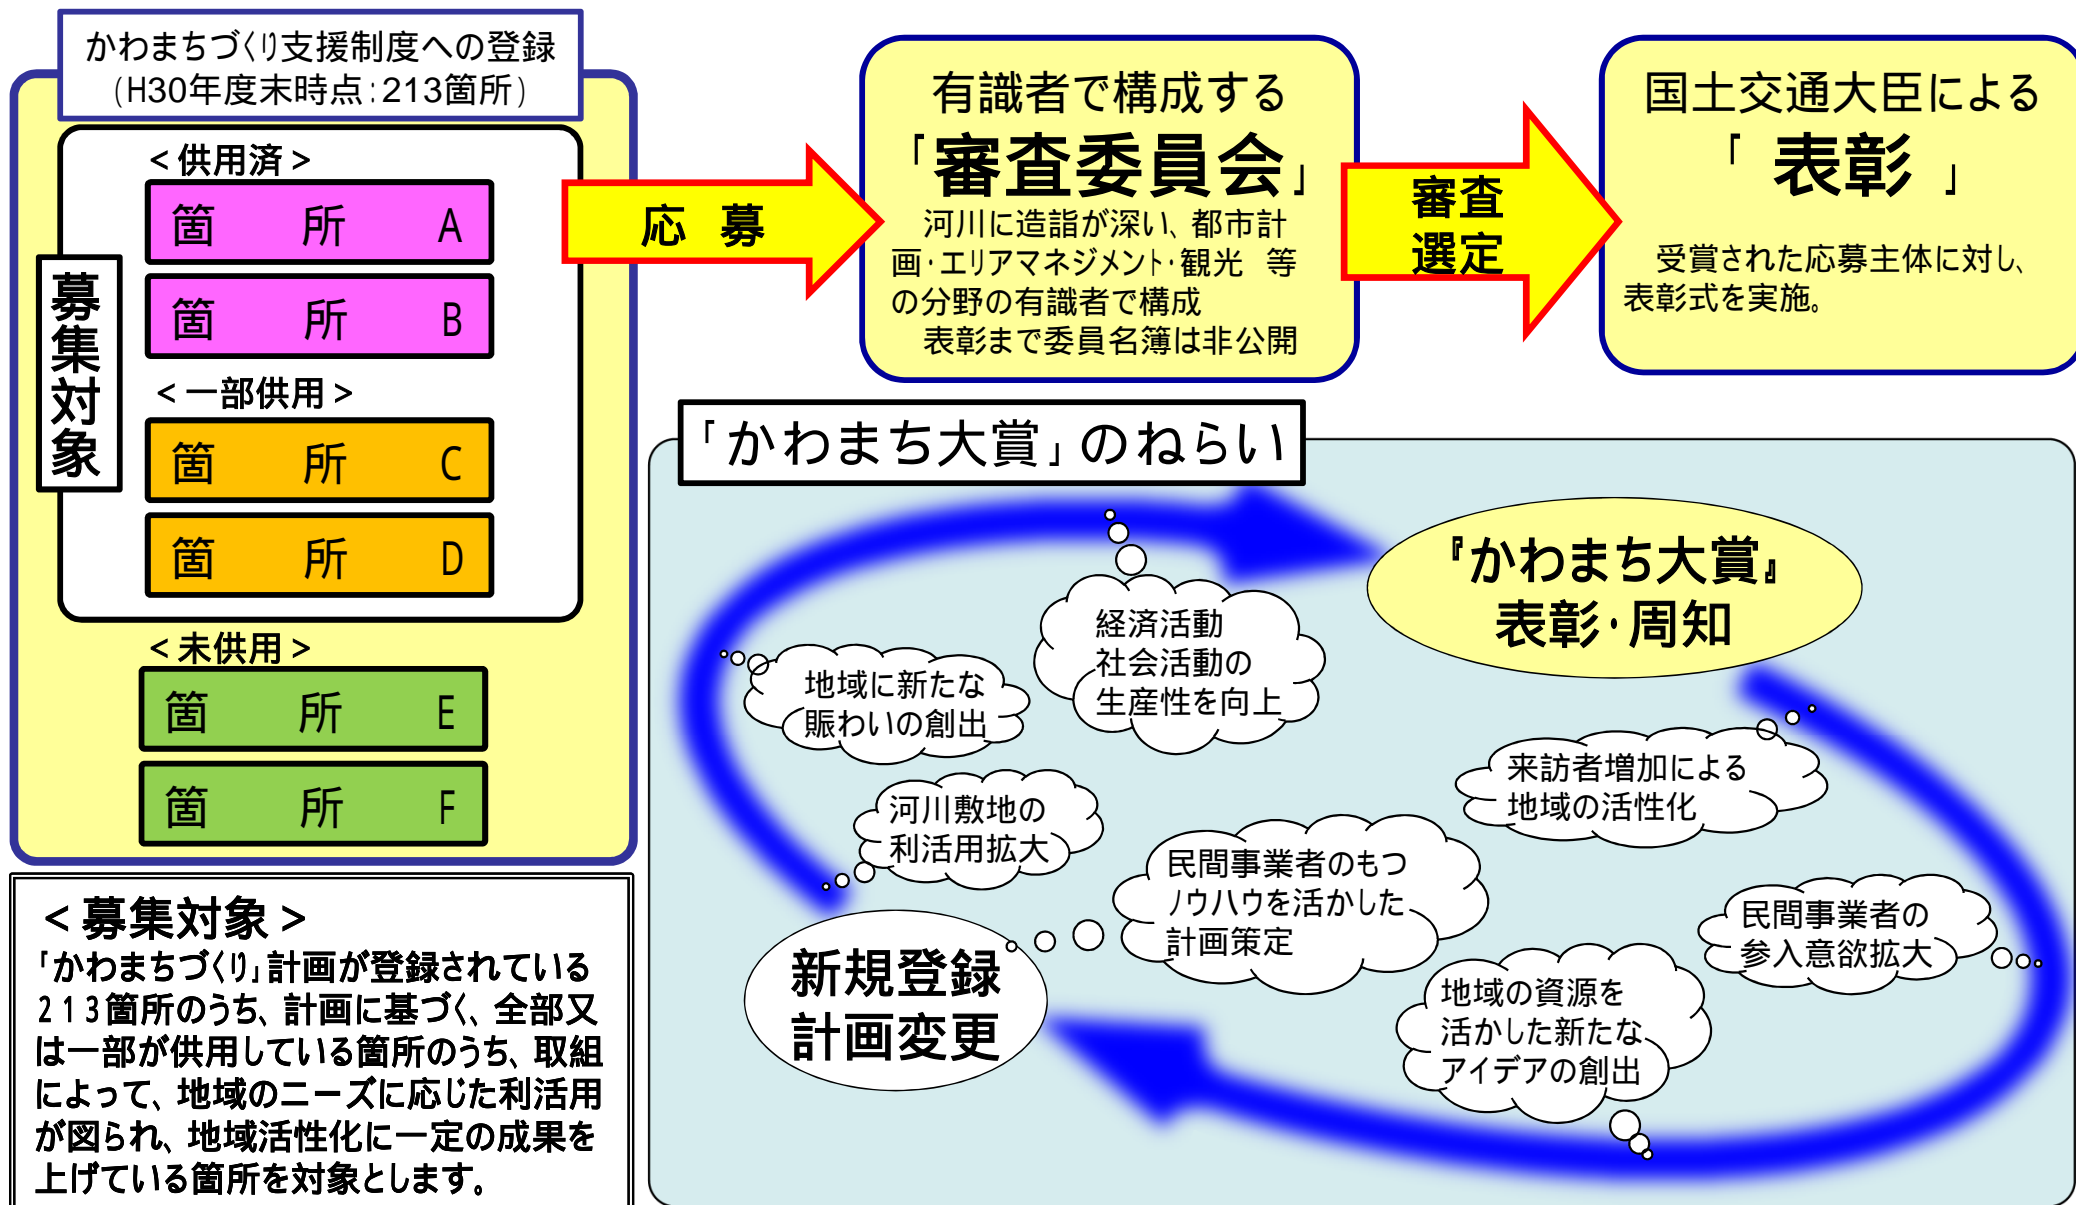 かわまちづくり支援制度への登録
（H30年度末時点：213箇所）
募集対象
＜供用済＞
箇所A
箇所B
＜一部供用＞
箇所C
箇所D
＜未供用＞
箇所E
箇所F
応募
有識者で構成する
「審査委員会」
河川に造詣が深い、都市計
画・エリアマネジメント・観光 等
の分野の有識者で構成
表彰まで委員名簿は非公開
審査
選定
国土交通大臣による
「 表彰 」
受賞された応募主体に対し、
表彰式を実施。
＜募集対象＞
「かわまちづくり」計画が登録されている
213箇所のうち、計画に基づく、全部又
は一部が供用している箇所のうち、取組
によって、地域のニーズに応じた利活用
が図られ、地域活性化に一定の成果を
上げている箇所を対象とします。
「かわまち大賞」のねらい
『かわまち大賞』
表彰・周知
経済活動
社会活動の
生産性を向上
地域に新たな
賑わいの創出
河川敷地の
利活用拡大
来訪者増加による
地域の活性化
民間事業者のもつ
ノウハウを活かした
計画策定
民間事業者の
参入意欲拡大
地域の資源を
活かした新たな
アイデアの創出
新規登録
計画変更